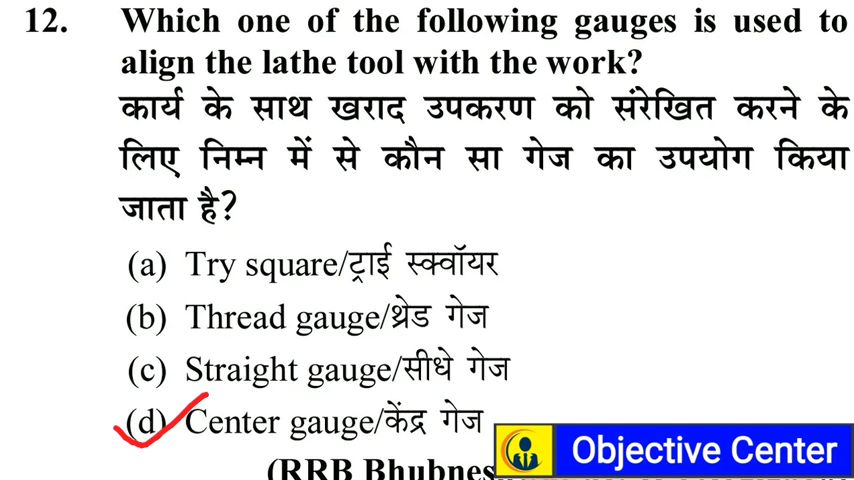 12. Which one of the following gauges is used to
align the lathe tool with the work?
कार्य के साथ खराद उपकरण को संरेखित करने के
लिए निम्न में से कौन सा गेज का उपयोग किया
जाता है?
(a) Try square/ट्राई स्क्वॉयर
(b) Thread gauge/थ्रेड गेज
(c) Straight gauge/सीधे गेज
(d) Center gauge/केंद्र गेज
Objective Center
(RRB